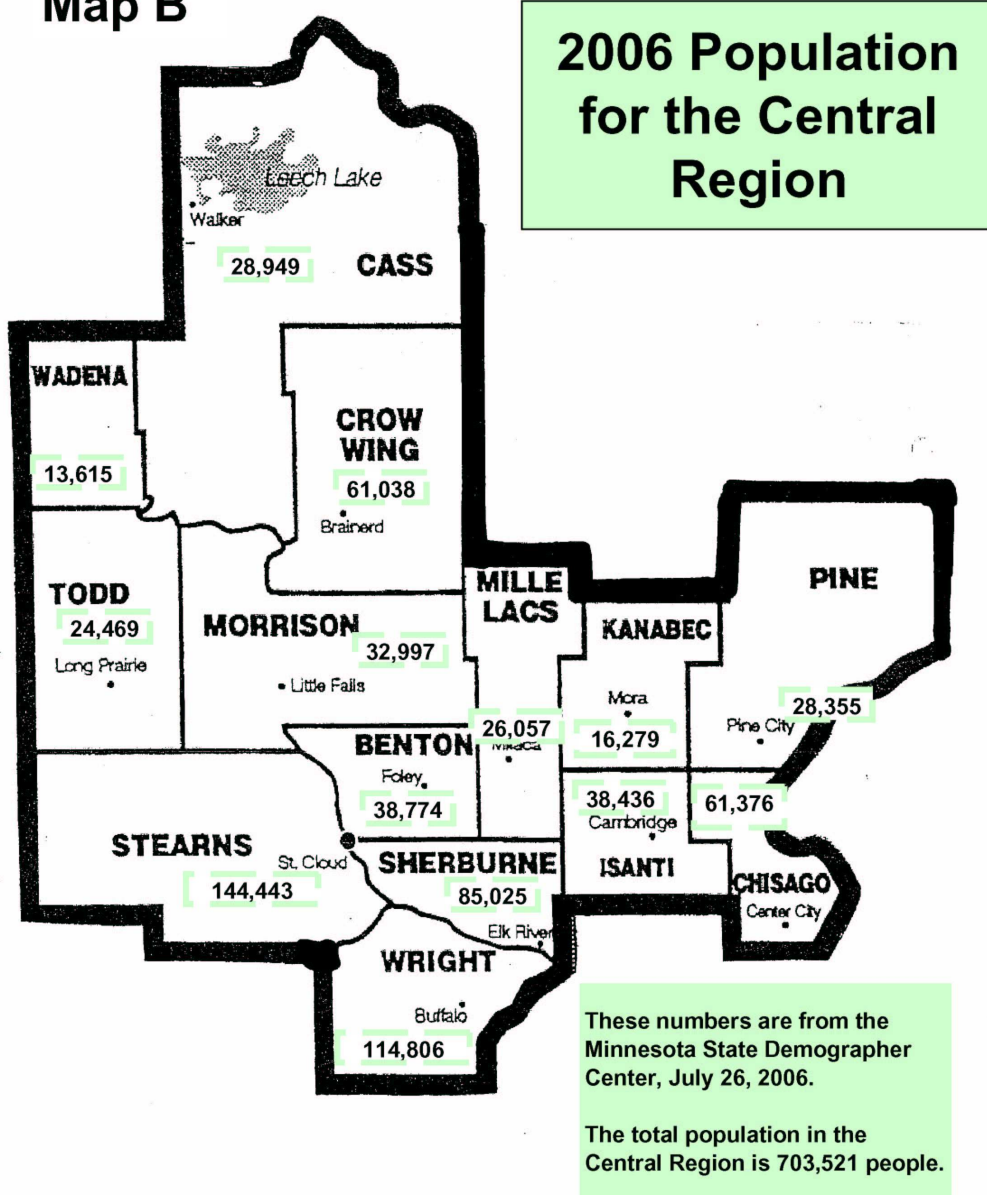 Map B
2006 Population
for the Central
Region
Leech Lake
Walker
28,949
CASS
WADENA
13,615
CROW
WING
61,038
Brainerd
TODD
24,469
Long Prairie
MORRISON
32,997
Little Falls
MILLE
LACS
26,057
Milaca
KANABEC
Mora
16,279
PINE
28,355
Pine City
BENTON
Foley
38,774
38,436
Cambridge
ISANTI
61,376
CHISAGO
Center City
STEARNS
St. Cloud
144,443
SHERBURNE
85,025
Elk River
WRIGHT
Buffalo
114,806
These numbers are from the
Minnesota State Demographer
Center, July 26, 2006.
The total population in the
Central Region is 703,521 people.